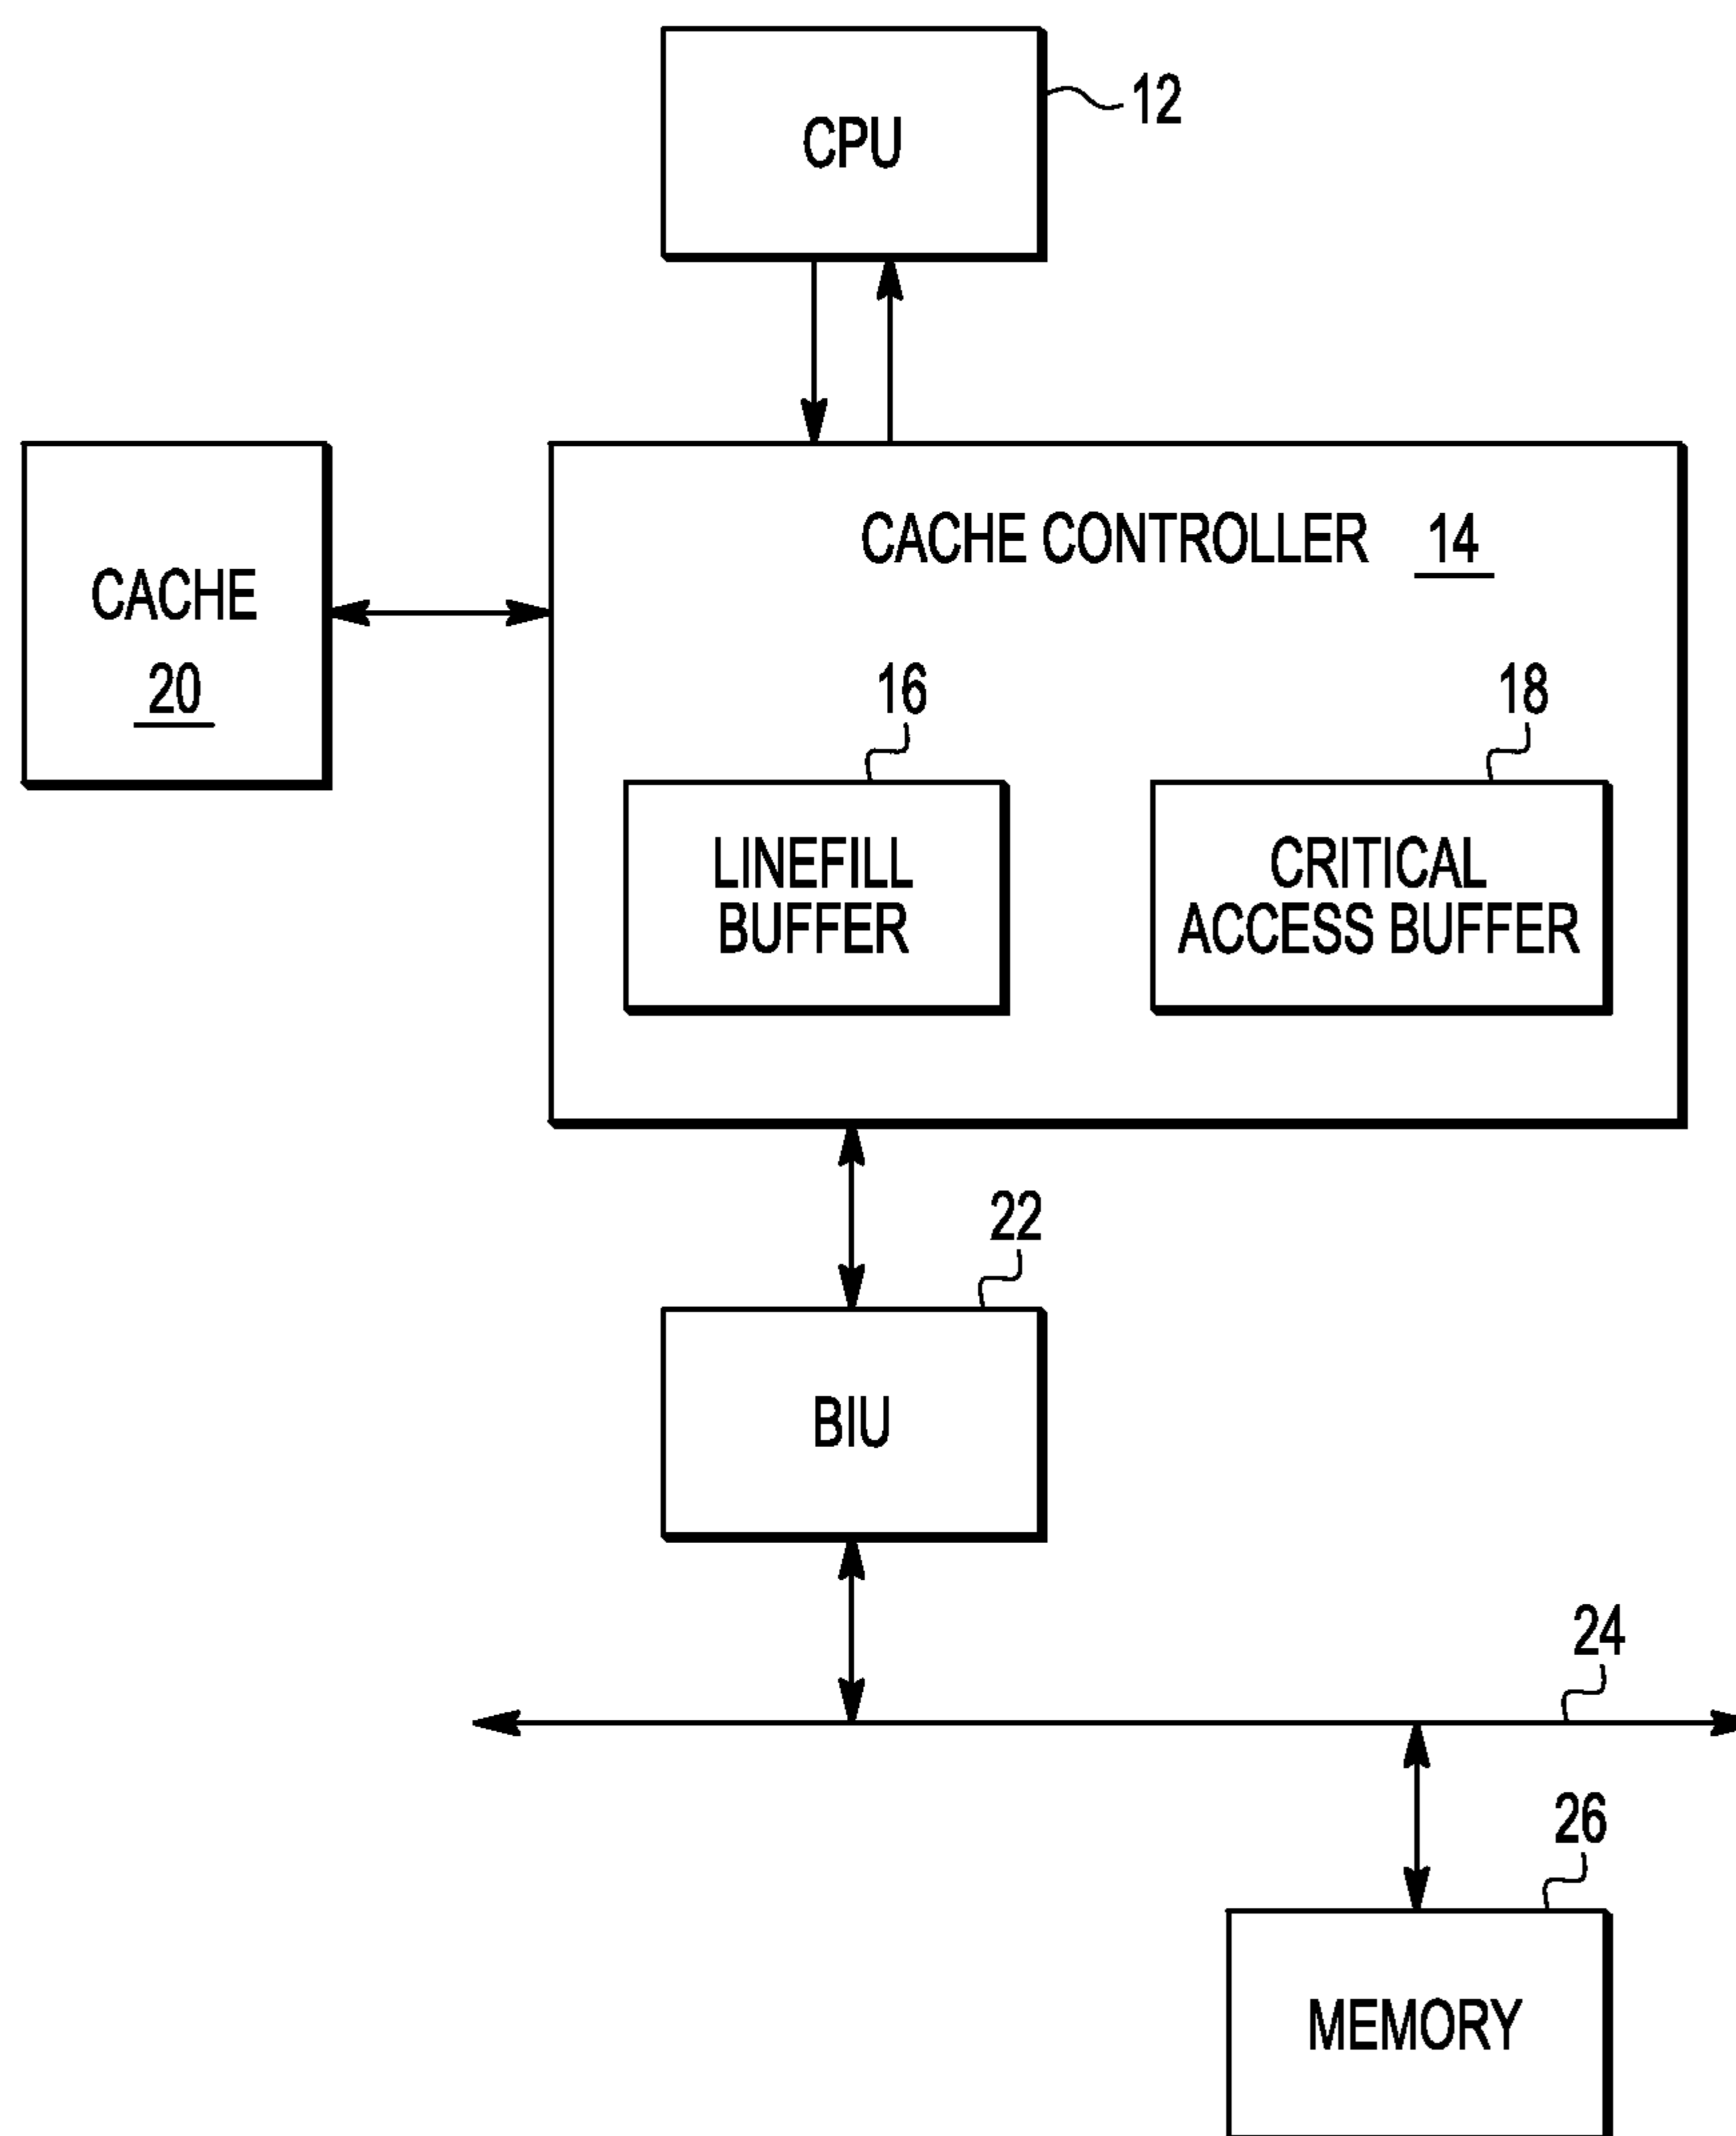 CPU
12
CACHE CONTROLLER 14
CACHE
20
16
18
LINEFILL
BUFFER
CRITICAL
ACCESS BUFFER
22
BIU
24
26
MEMORY